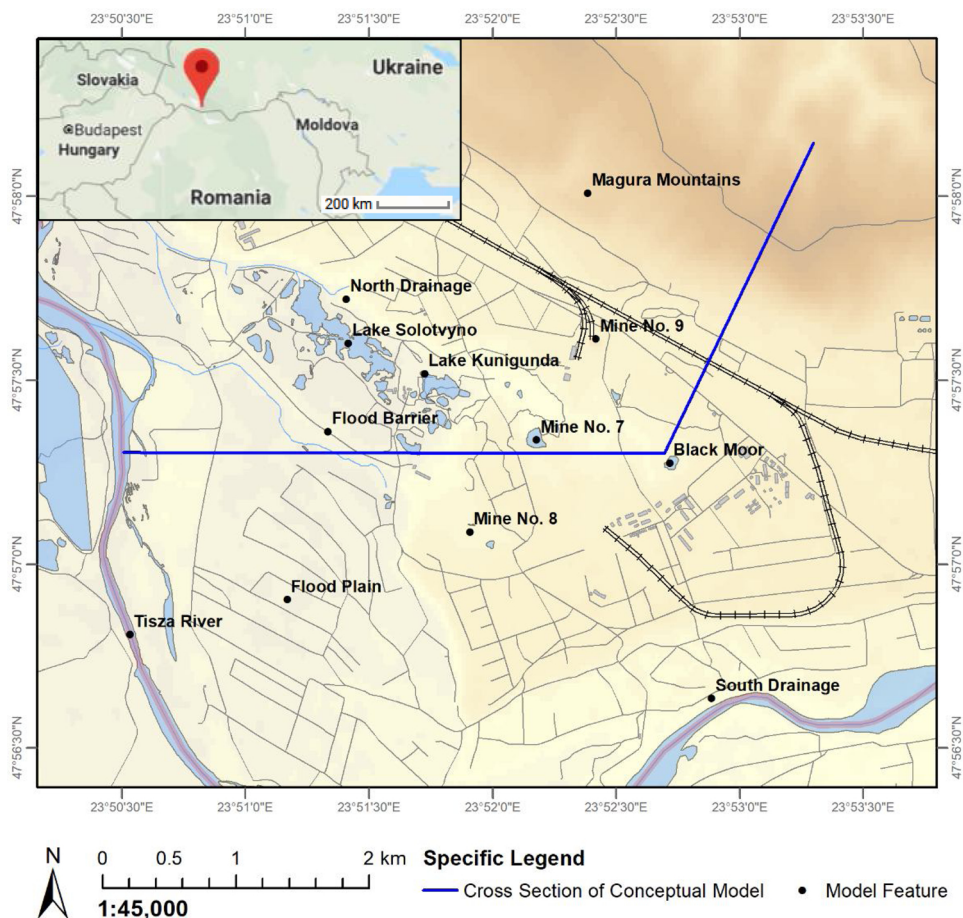 23°50'30"E 23°51'0"E 23°51'30"E 23°52'0"E 23°52'30"E 23°53'0"E 23°53'30"E
Slovakia
Ukraine
Budapest
Hungary
Moldova
Romania
200 km
47°58'0"N
47°58'0"N
Magura Mountains
North Drainage
Lake Solotvyno
Mine No. 9
Lake Kunigunda
47°57'30"N
47°57'30"N
Flood Barrier
Mine No. 7
Black Moor
Mine No. 8
47°57'0"N
47°57'0"N
Flood Plain
Tisza River
South Drainage
47°56'30"N
47°56'30"N
23°50'30"E 23°51'0"E 23°51'30"E 23°52'0"E 23°52'30"E 23°53'0"E 23°53'30"E
N
0 0.5 1 2 km
1:45,000
Specific Legend
Cross Section of Conceptual Model
Model Feature